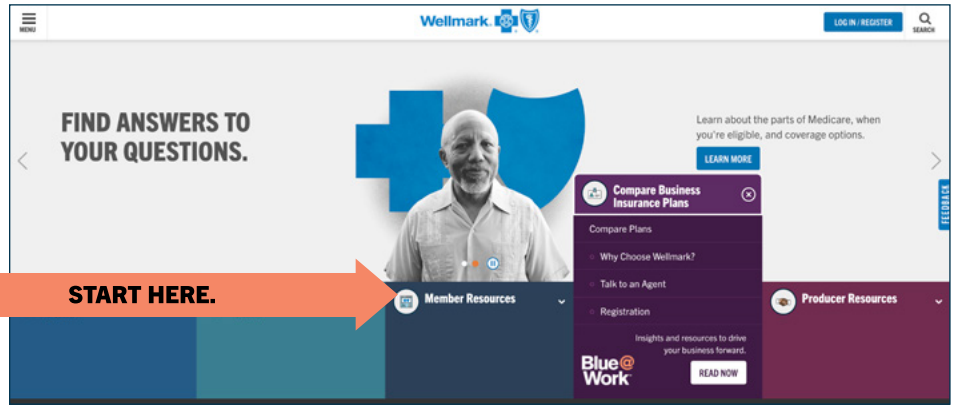 MENU
Wellmark.
LOG IN / REGISTER
SEARCH
FIND ANSWERS TO
YOUR QUESTIONS.
Learn about the parts of Medicare, when
you're eligible, and coverage options.
LEARN MORE
FEEDBACK
Compare Business
Insurance Plans
Compare Plans
Why Choose Wellmark?
Talk to an Agent
Registration
Insights and resources to drive
your business forward.
Blue@
Work
READ NOW
START HERE.
Member Resources
Producer Resources